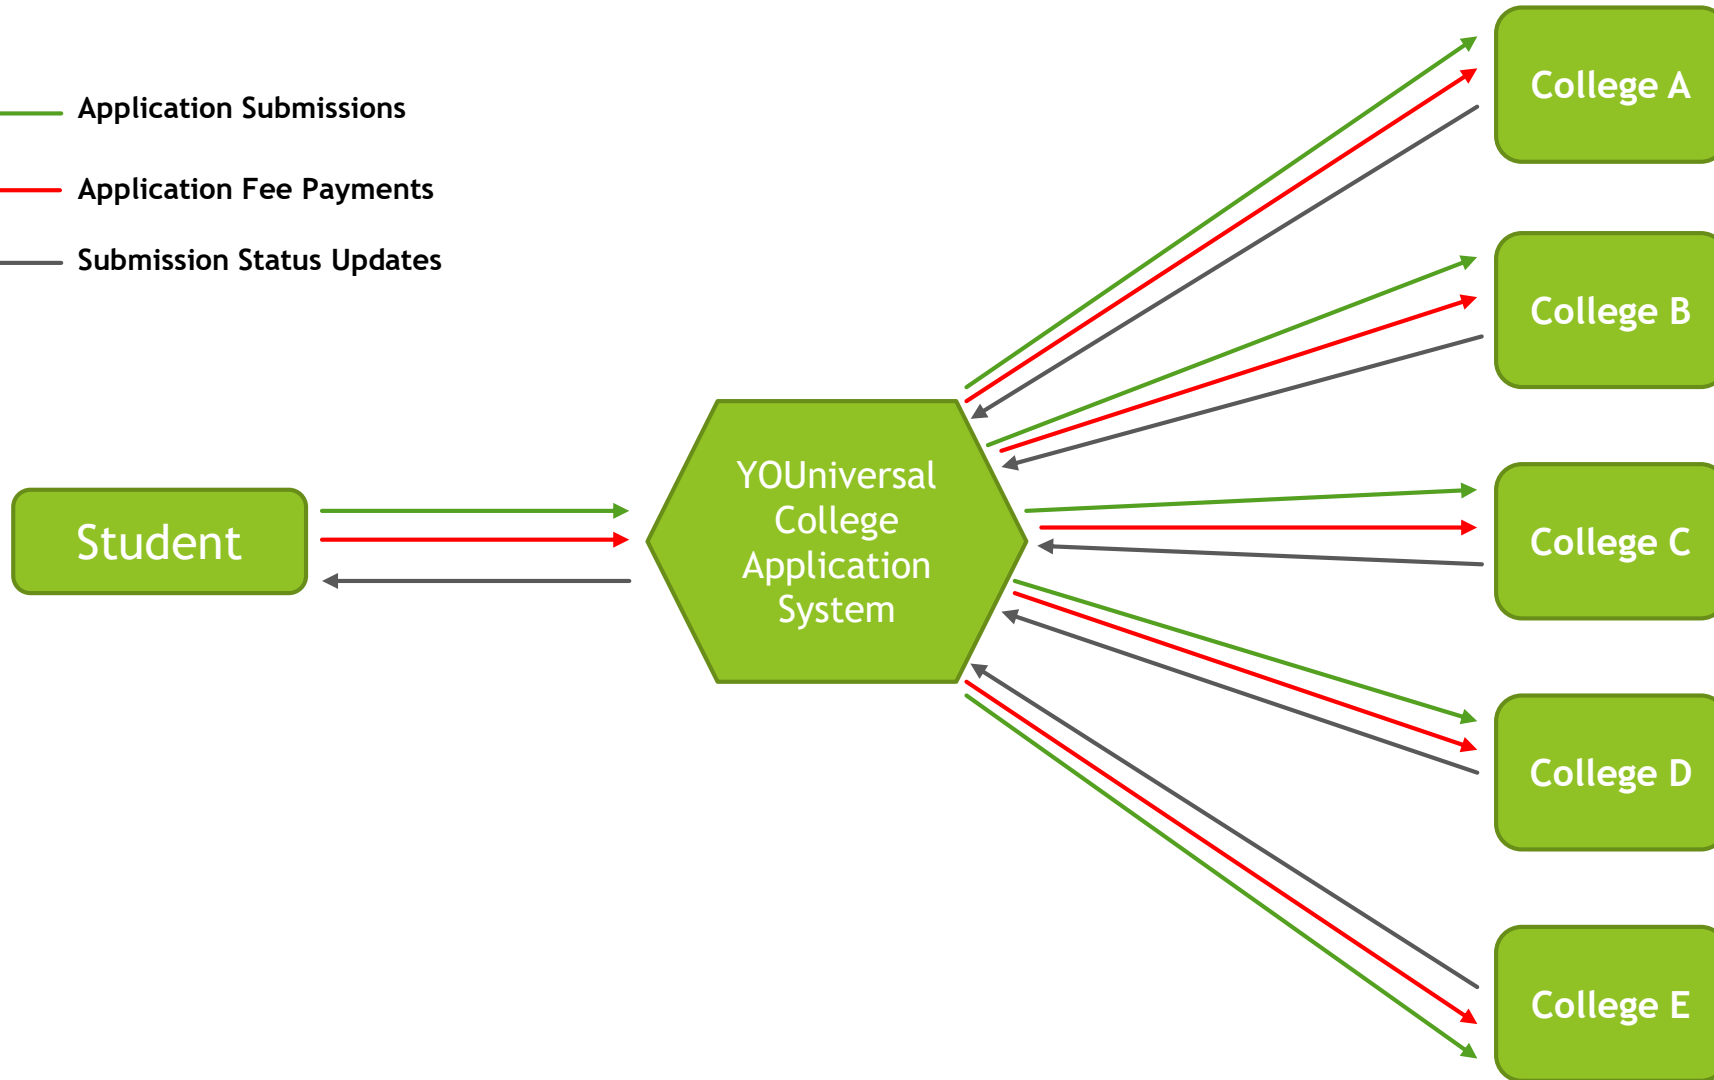 Application Submissions
Application Fee Payments
Submission Status Updates
Student
YOUniversal
College
Application
System
College A
College B
College C
College D
College E